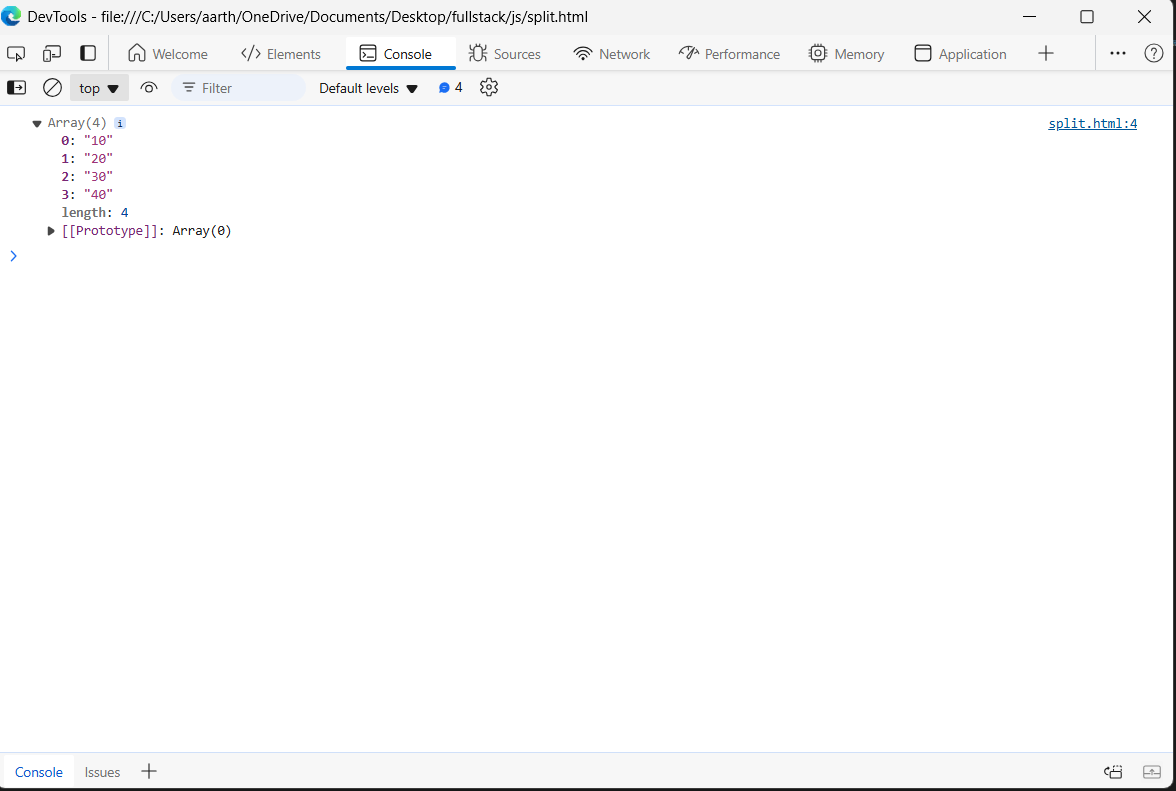 DevTools - file:///C:/Users/aarth/OneDrive/Documents/Desktop/fullstack/js/split.html
Welcome </> Elements Console Sources Network Performance Memory Application
top Filter Default levels 4
Array(4) i split.html:4
0: "10"
1: "20"
2: "30"
3: "40"
length: 4
[[Prototype]]: Array(0)
Console Issues